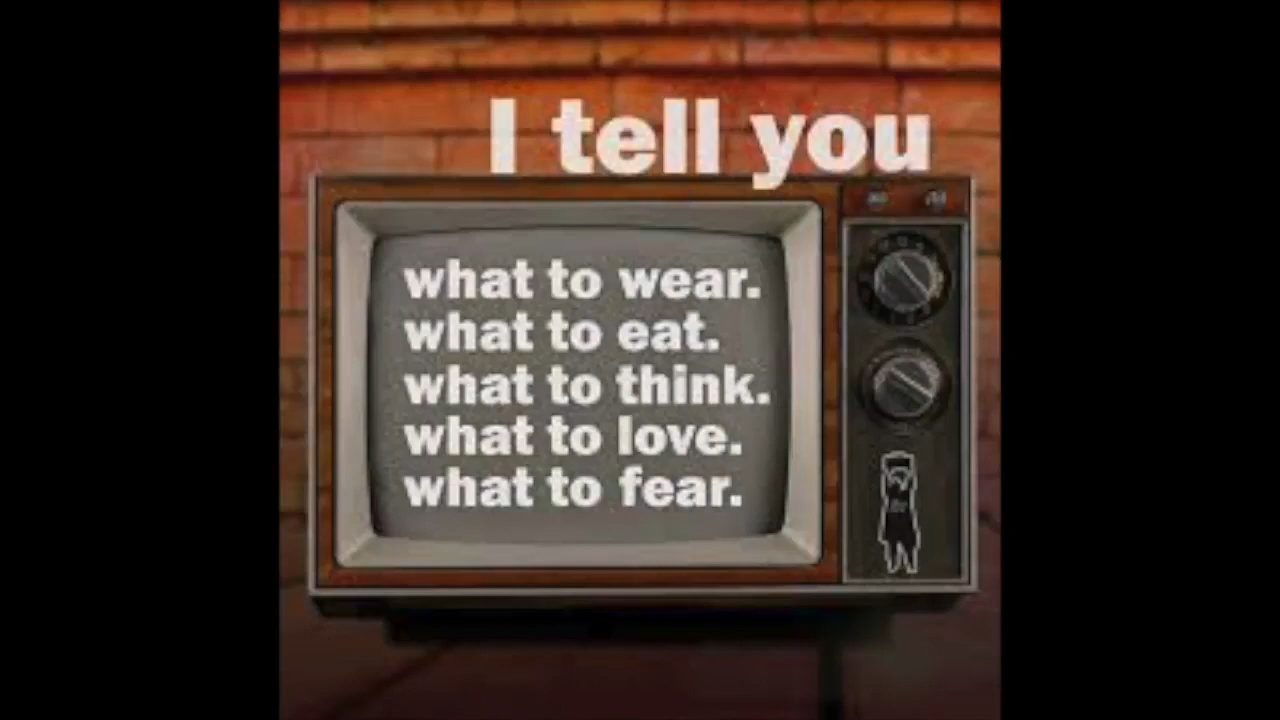 I tell you
what to wear.
what to eat.
what to think.
what to love.
what to fear.